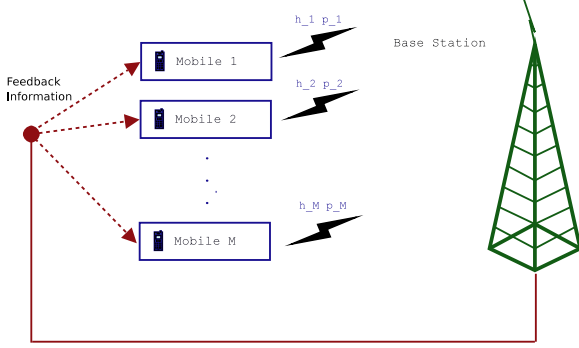 h_1 p_1
Base Station
Mobile 1
Feedback
Information
h_2 p_2
Mobile 2
h_M p_M
Mobile M